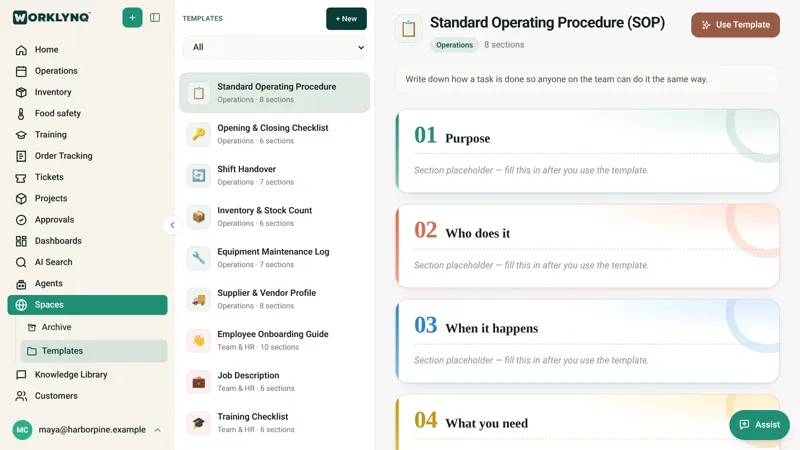 WORKLYNQ
Home
Operations
Inventory
Food safety
Training
Order Tracking
Tickets
Projects
Approvals
Dashboards
AI Search
Agents
Spaces
Archive
Templates
Knowledge Library
Customers
MC
maya@harborpine.example
TEMPLATES
+ New
All
Standard Operating Procedure
Operations · 8 sections
Opening & Closing Checklist
Operations · 6 sections
Shift Handover
Operations · 7 sections
Inventory & Stock Count
Operations · 6 sections
Equipment Maintenance Log
Operations · 7 sections
Supplier & Vendor Profile
Operations · 8 sections
Employee Onboarding Guide
Team & HR · 10 sections
Job Description
Team & HR · 6 sections
Training Checklist
Team & HR · 6 sections
Standard Operating Procedure (SOP)
Operations 8 sections
Use Template
Write down how a task is done so anyone on the team can do it the same way.
01 Purpose
Section placeholder — fill this in after you use the template.
02 Who does it
Section placeholder — fill this in after you use the template.
03 When it happens
Section placeholder — fill this in after you use the template.
04 What you need
Assist